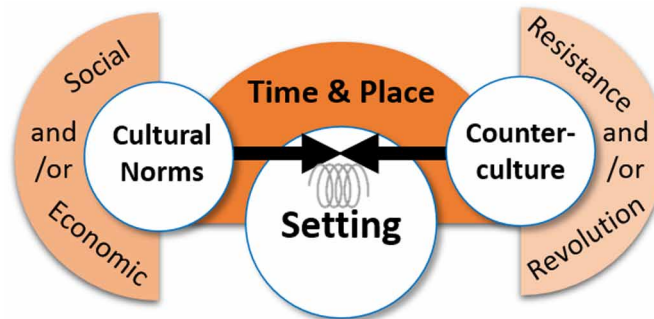 Social
and
/or
Economic
Cultural
Norms
Time & Place
Setting
Counter-
culture
Resistance
and
/or
Revolution